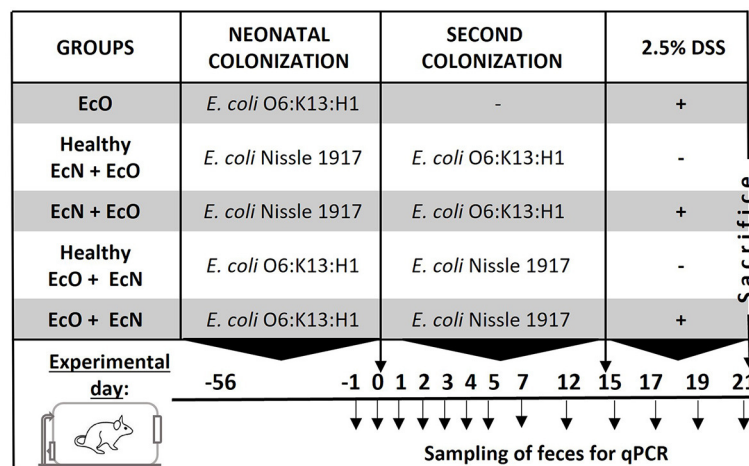 GROUPS
NEONATAL
COLONIZATION
SECOND
COLONIZATION
2.5% DSS
EcO
E. coli O6:K13:H1
-
+
Healthy
EcN + EcO
E. coli Nissle 1917
E. coli O6:K13:H1
-
EcN + EcO
E. coli Nissle 1917
E. coli O6:K13:H1
+
Healthy
EcO + EcN
E. coli O6:K13:H1
E. coli Nissle 1917
-
EcO + EcN
E. coli O6:K13:H1
E. coli Nissle 1917
+
Sacrifice
Experimental
day:
-56 -1 0 1 2 3 4 5 7 12 15 17 19 21
Sampling of feces for qPCR